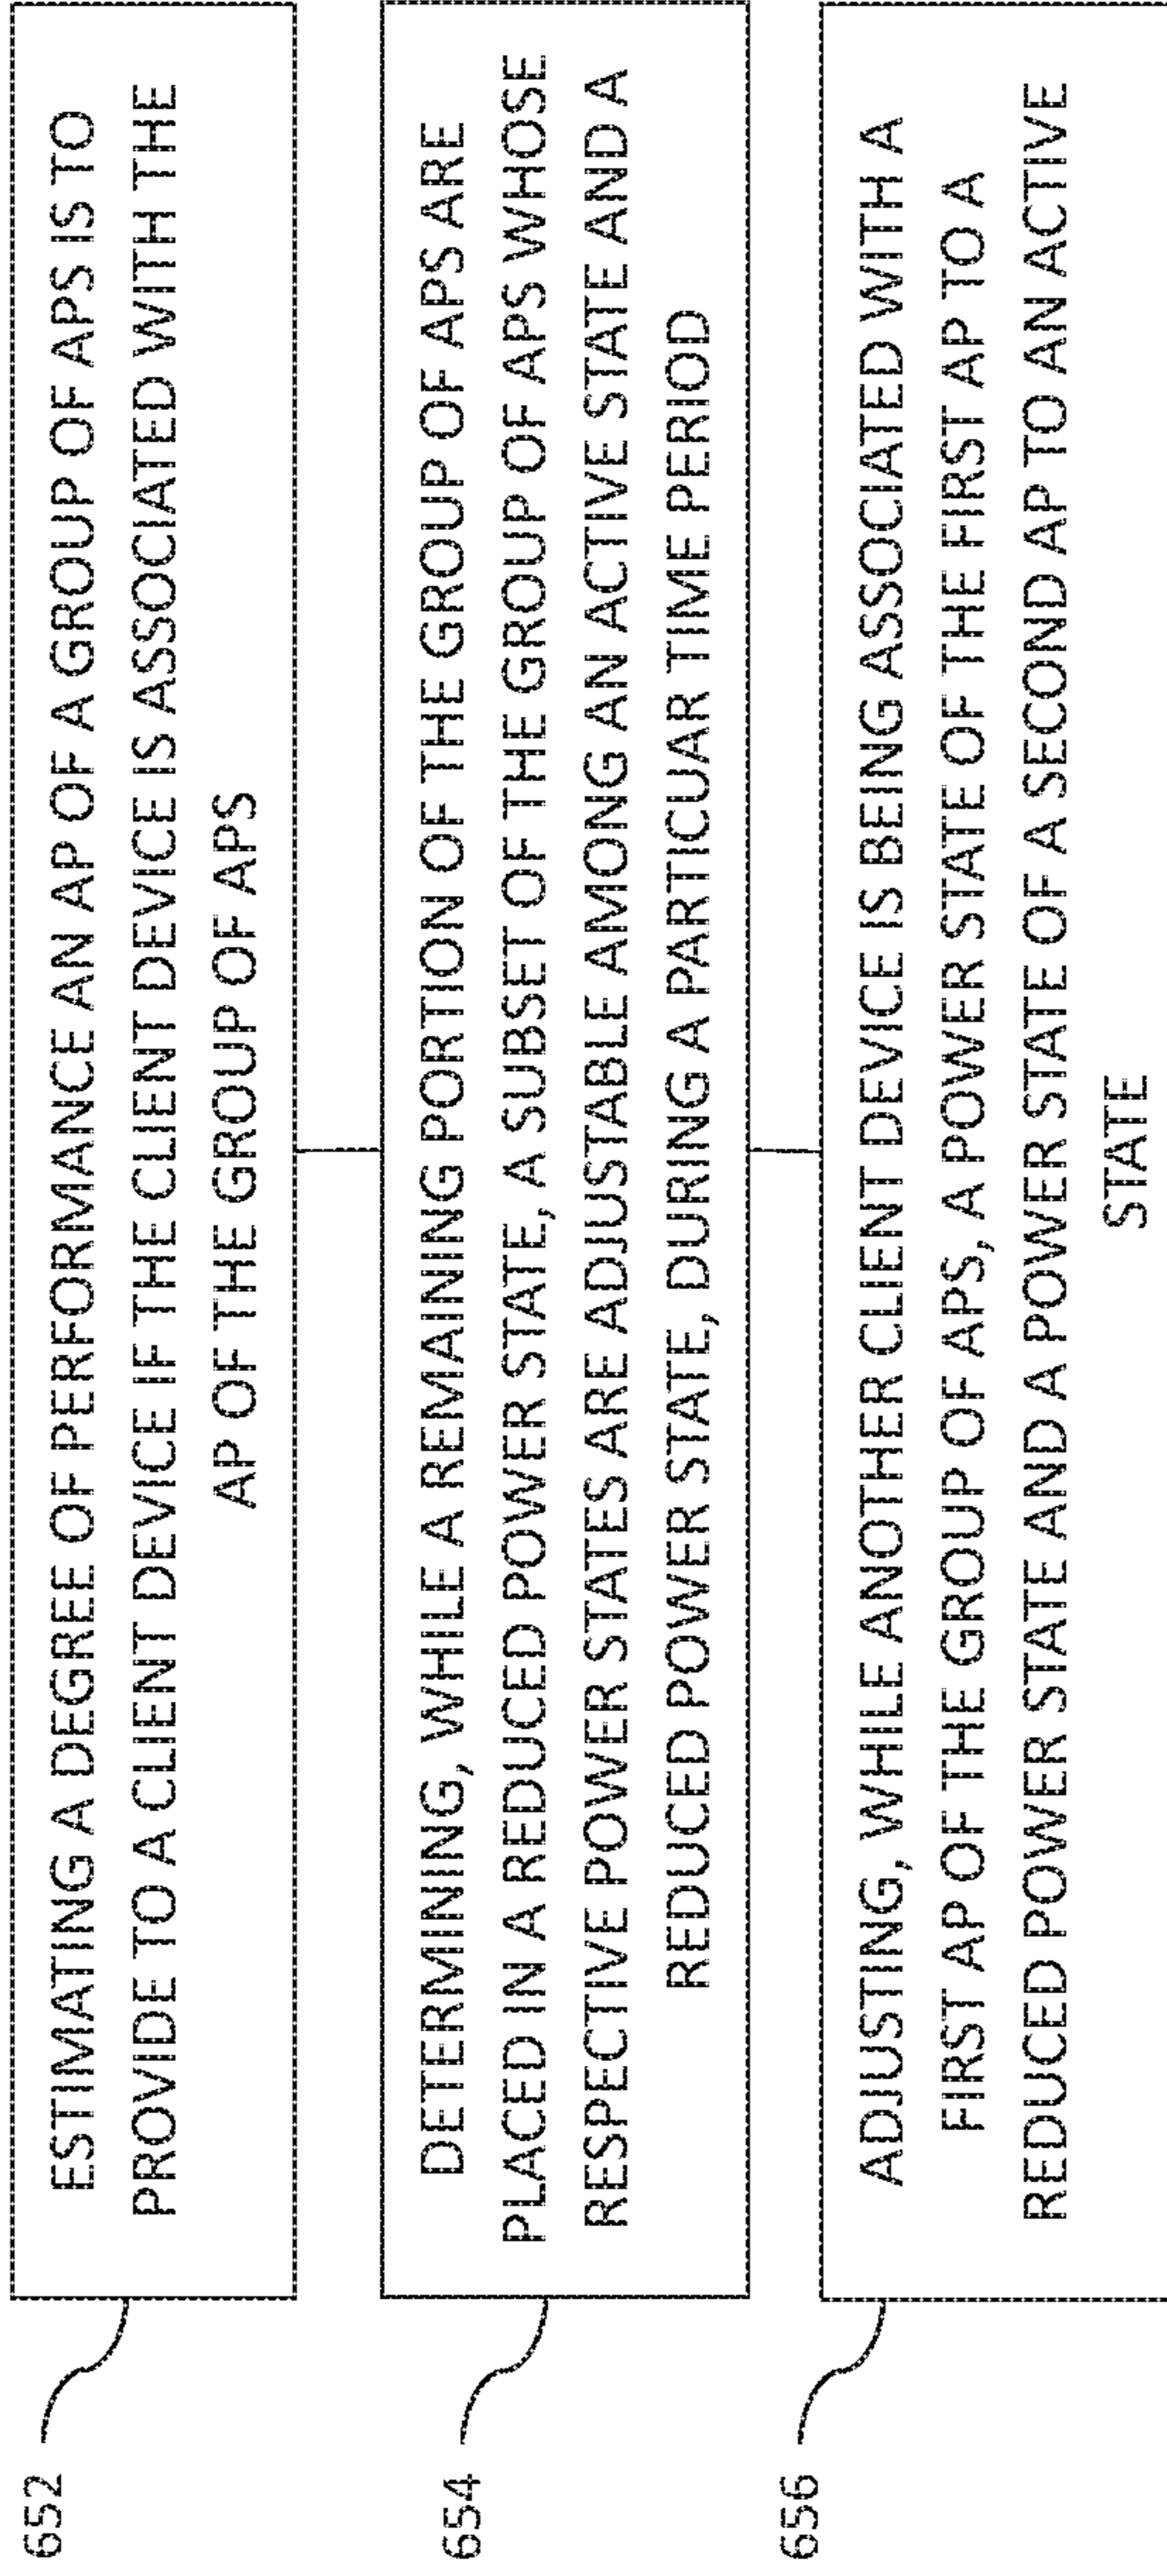 652
ESTIMATING A DEGREE OF PERFORMANCE AN AP OF A GROUP OF APS IS TO
PROVIDE TO A CLIENT DEVICE IF THE CLIENT DEVICE IS ASSOCIATED WITH THE
AP OF THE GROUP OF APS
654
DETERMINING, WHILE A REMAINING PORTION OF THE GROUP OF APS ARE
PLACED IN A REDUCED POWER STATE, A SUBSET OF THE GROUP OF APS WHOSE
RESPECTIVE POWER STATES ARE ADJUSTABLE AMONG AN ACTIVE STATE AND A
REDUCED POWER STATE, DURING A PARTICUAR TIME PERIOD
656
ADJUSTING, WHILE ANOTHER CLIENT DEVICE IS BEING ASSOCIATED WITH A
FIRST AP OF THE GROUP OF APS, A POWER STATE OF THE FIRST AP TO A
REDUCED POWER STATE AND A POWER STATE OF A SECOND AP TO AN ACTIVE
STATE